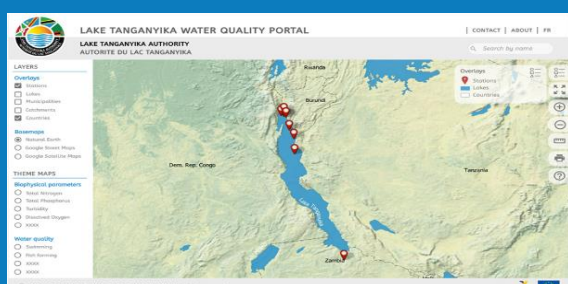 LAKE TANGANYIKA WATER QUALITY PORTAL
| CONTACT | ABOUT | FR
LAKE TANGANYIKA AUTHORITY
AUTORITE DU LAC TANGANYIKA
Search by name
LAYERS
Overlays
Stations
Lakes
Municipalities
Catchments
Countries
Basemaps
Natural Earth
Google Street Maps
Google Satellite Maps
THEME MAPS
Biophysical parameters
Total Nitrogen
Total Phosphorus
Turbidity
Dissolved Oxygen
XXXX
Water quality
Swimming
Fish Farming
XXXX
XXXX
Overlays
Stations
Lakes
Countries
Rwanda
Burundi
Dem. Rep. Congo
Tanzania
Lake Tanganyika
Zambia